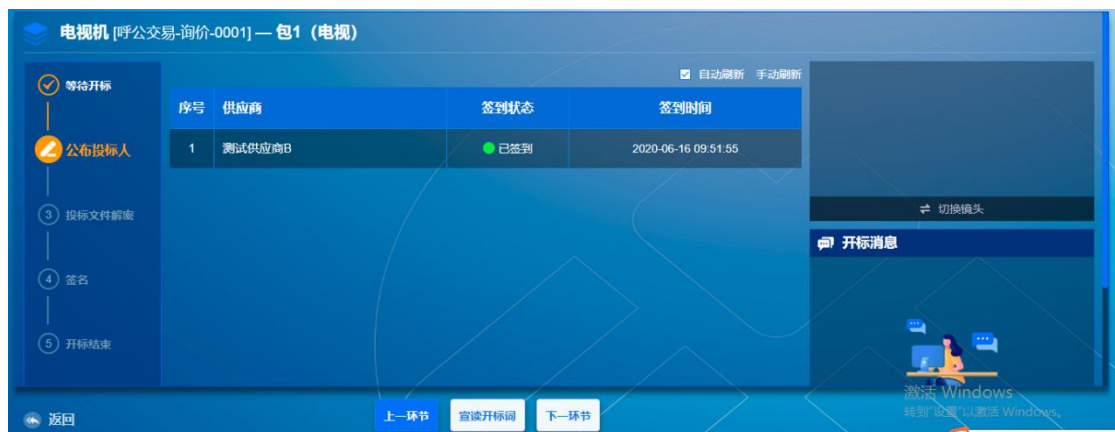 电视机 [呼公交易-询价-0001] — 包1（电视）
等待开标
自动刷新 手动刷新
序号 供应商 签到状态 签到时间
公布投标人
1 测试供应商B 已签到 2020-06-16 09:51:55
3 投标文件解密
切换镜头
开标消息
4 签名
5 开标结束
激活 Windows
转到"设置"以激活 Windows。
返回 上一环节 宣读开标词 下一环节